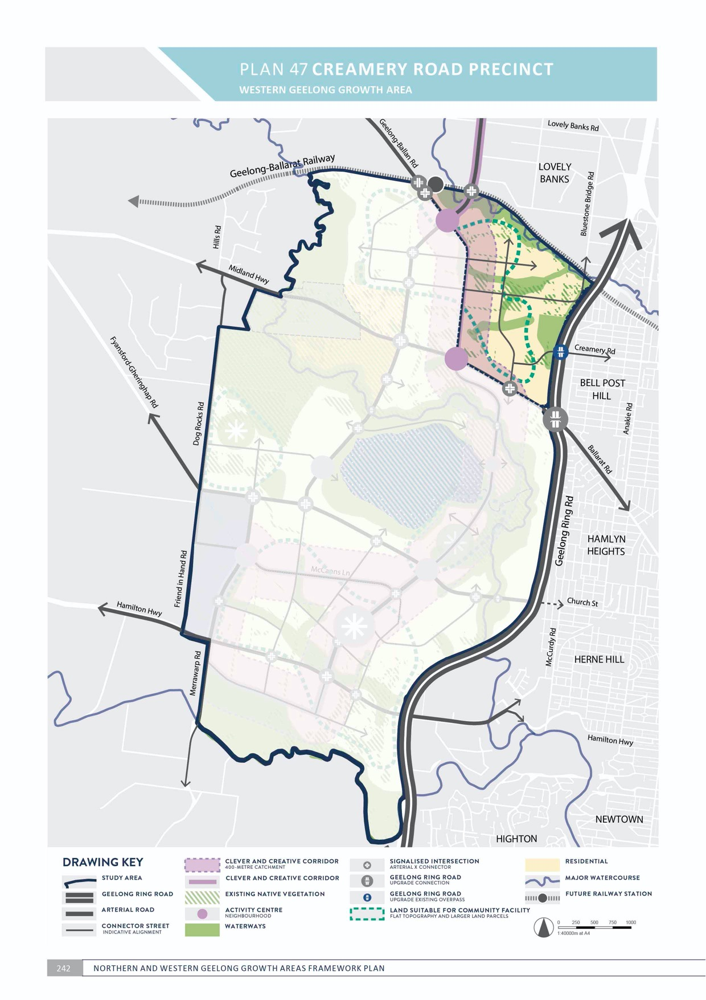 PLAN 47 CREAMERY ROAD PRECINCT
WESTERN GEELONG GROWTH AREA
Geelong-Ballan Rd
Lovely Banks Rd
Geelong-Ballarat Railway
LOVELY
BANKS
Bluestone Bridge Rd
Hills Rd
Midland Hwy
Fyansford-Gheringhap Rd
Creamery Rd
BELL POST
HILL
Anakie Rd
Dog Rocks Rd
Ballarat Rd
Geelong Ring Rd
HAMLYN
HEIGHTS
Friend in Hand Rd
McCanns Ln
Church St
Hamilton Hwy
McCurdy Rd
HERNE HILL
Merrawarp Rd
Hamilton Hwy
NEWTOWN
HIGHTON
DRAWING KEY
STUDY AREA
GEELONG RING ROAD
ARTERIAL ROAD
CONNECTOR STREET
INDICATIVE ALIGNMENT
CLEVER AND CREATIVE CORRIDOR
400-METRE CATCHMENT
CLEVER AND CREATIVE CORRIDOR
EXISTING NATIVE VEGETATION
ACTIVITY CENTRE
NEIGHBOURHOOD
WATERWAYS
SIGNALISED INTERSECTION
ARTERIAL X CONNECTOR
GEELONG RING ROAD
UPGRADE CONNECTION
GEELONG RING ROAD
UPGRADE EXISTING OVERPASS
LAND SUITABLE FOR COMMUNITY FACILITY
FLAT TOPOGRAPHY AND LARGER LAND PARCELS
RESIDENTIAL
MAJOR WATERCOURSE
FUTURE RAILWAY STATION
0 250 500 750 1000
1:40000m at A4
242 NORTHERN AND WESTERN GEELONG GROWTH AREAS FRAMEWORK PLAN